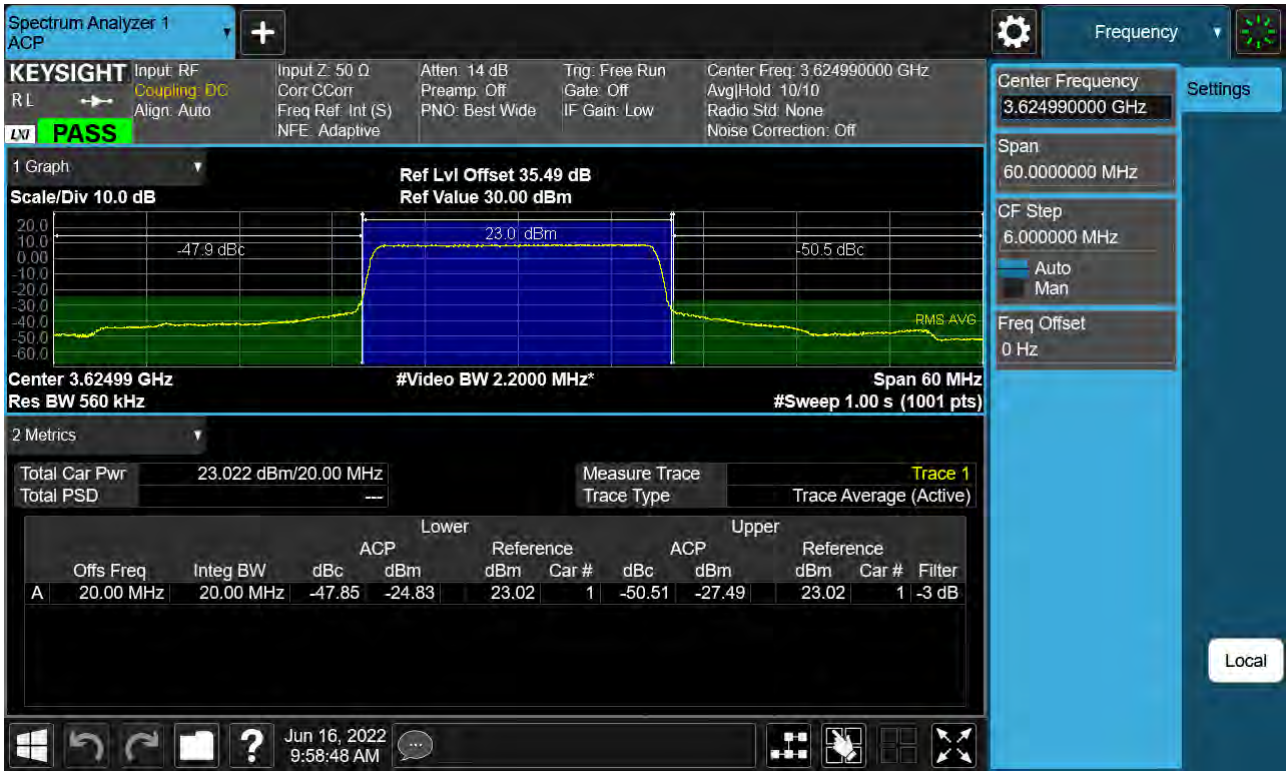 Spectrum Analyzer 1
ACP
+
Frequency
KEYSIGHT
R L
LXI
PASS
Input: RF
Coupling: DC
Align: Auto
Input Z: 50 Ω
Corr CCorr
Freq Ref: Int (S)
NFE: Adaptive
Atten: 14 dB
Preamp: Off
PNO: Best Wide
Trig: Free Run
Gate: Off
IF Gain: Low
Center Freq: 3.624990000 GHz
Avg|Hold: 10/10
Radio Std: None
Noise Correction: Off
Center Frequency
3.624990000 GHz
Settings
Span
60.0000000 MHz
CF Step
6.000000 MHz
Auto
Man
Freq Offset
0 Hz
1 Graph
Scale/Div 10.0 dB
Ref Lvl Offset 35.49 dB
Ref Value 30.00 dBm
20.0
10.0
0.00
-10.0
-20.0
-30.0
-40.0
-50.0
-60.0
-47.9 dBc
23.0 dBm
-50.5 dBc
RMS AVG
Center 3.62499 GHz
#Video BW 2.2000 MHz*
Span 60 MHz
Res BW 560 kHz
#Sweep 1.00 s (1001 pts)
2 Metrics
Total Car Pwr 23.022 dBm/20.00 MHz
Total PSD ---
Measure Trace Trace 1
Trace Type Trace Average (Active)
Lower Upper
ACP Reference ACP Reference
Offs Freq Integ BW dBc dBm dBm Car # dBc dBm dBm Car # Filter
A 20.00 MHz 20.00 MHz -47.85 -24.83 23.02 1 -50.51 -27.49 23.02 1 -3 dB
Local
?
Jun 16, 2022
9:58:48 AM